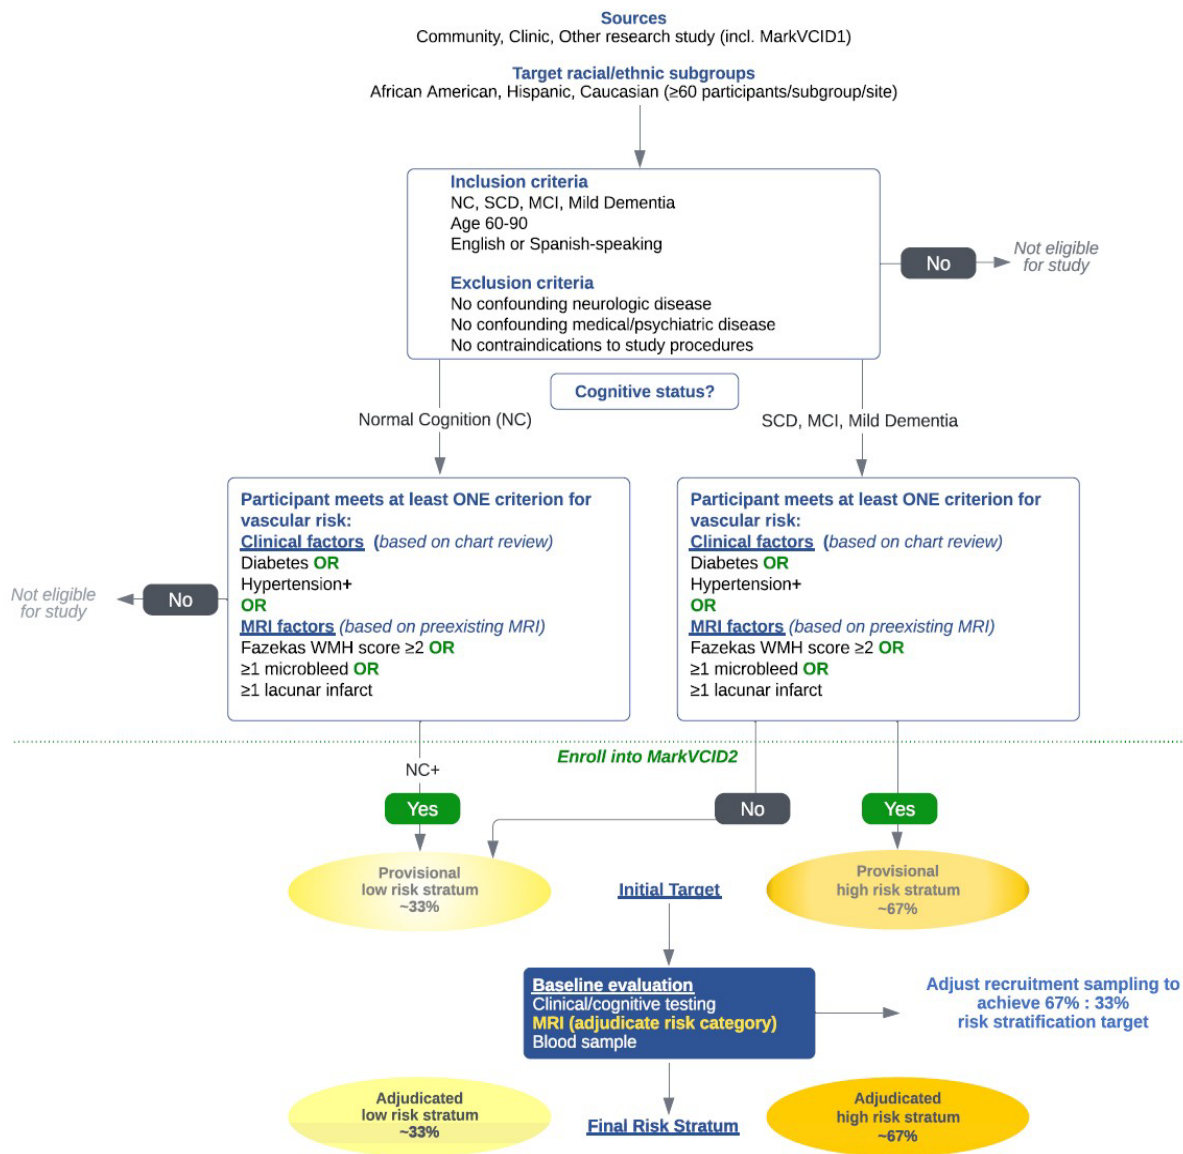 Sources
Community, Clinic, Other research study (incl. MarkVCID1)
Target racial/ethnic subgroups
African American, Hispanic, Caucasian (≥60 participants/subgroup/site)
Inclusion criteria
NC, SCD, MCI, Mild Dementia
Age 60-90
English or Spanish-speaking
Exclusion criteria
No confounding neurologic disease
No confounding medical/psychiatric disease
No contraindications to study procedures
No
Not eligible
for study
Cognitive status?
Normal Cognition (NC)
SCD, MCI, Mild Dementia
Participant meets at least ONE criterion for
vascular risk:
Clinical factors (based on chart review)
Diabetes OR
Hypertension+
OR
MRI factors (based on preexisting MRI)
Fazekas WMH score ≥2 OR
≥1 microbleed OR
≥1 lacunar infarct
No
Not eligible
for study
Participant meets at least ONE criterion for
vascular risk:
Clinical factors (based on chart review)
Diabetes OR
Hypertension+
OR
MRI factors (based on preexisting MRI)
Fazekas WMH score ≥2 OR
≥1 microbleed OR
≥1 lacunar infarct
Enroll into MarkVCID2
NC+
Yes
No
Yes
Provisional
low risk stratum
~33%
Initial Target
Provisional
high risk stratum
~67%
Baseline evaluation
Clinical/cognitive testing
MRI (adjudicate risk category)
Blood sample
Adjust recruitment sampling to
achieve 67% : 33%
risk stratification target
Adjudicated
low risk stratum
~33%
Final Risk Stratum
Adjudicated
high risk stratum
~67%